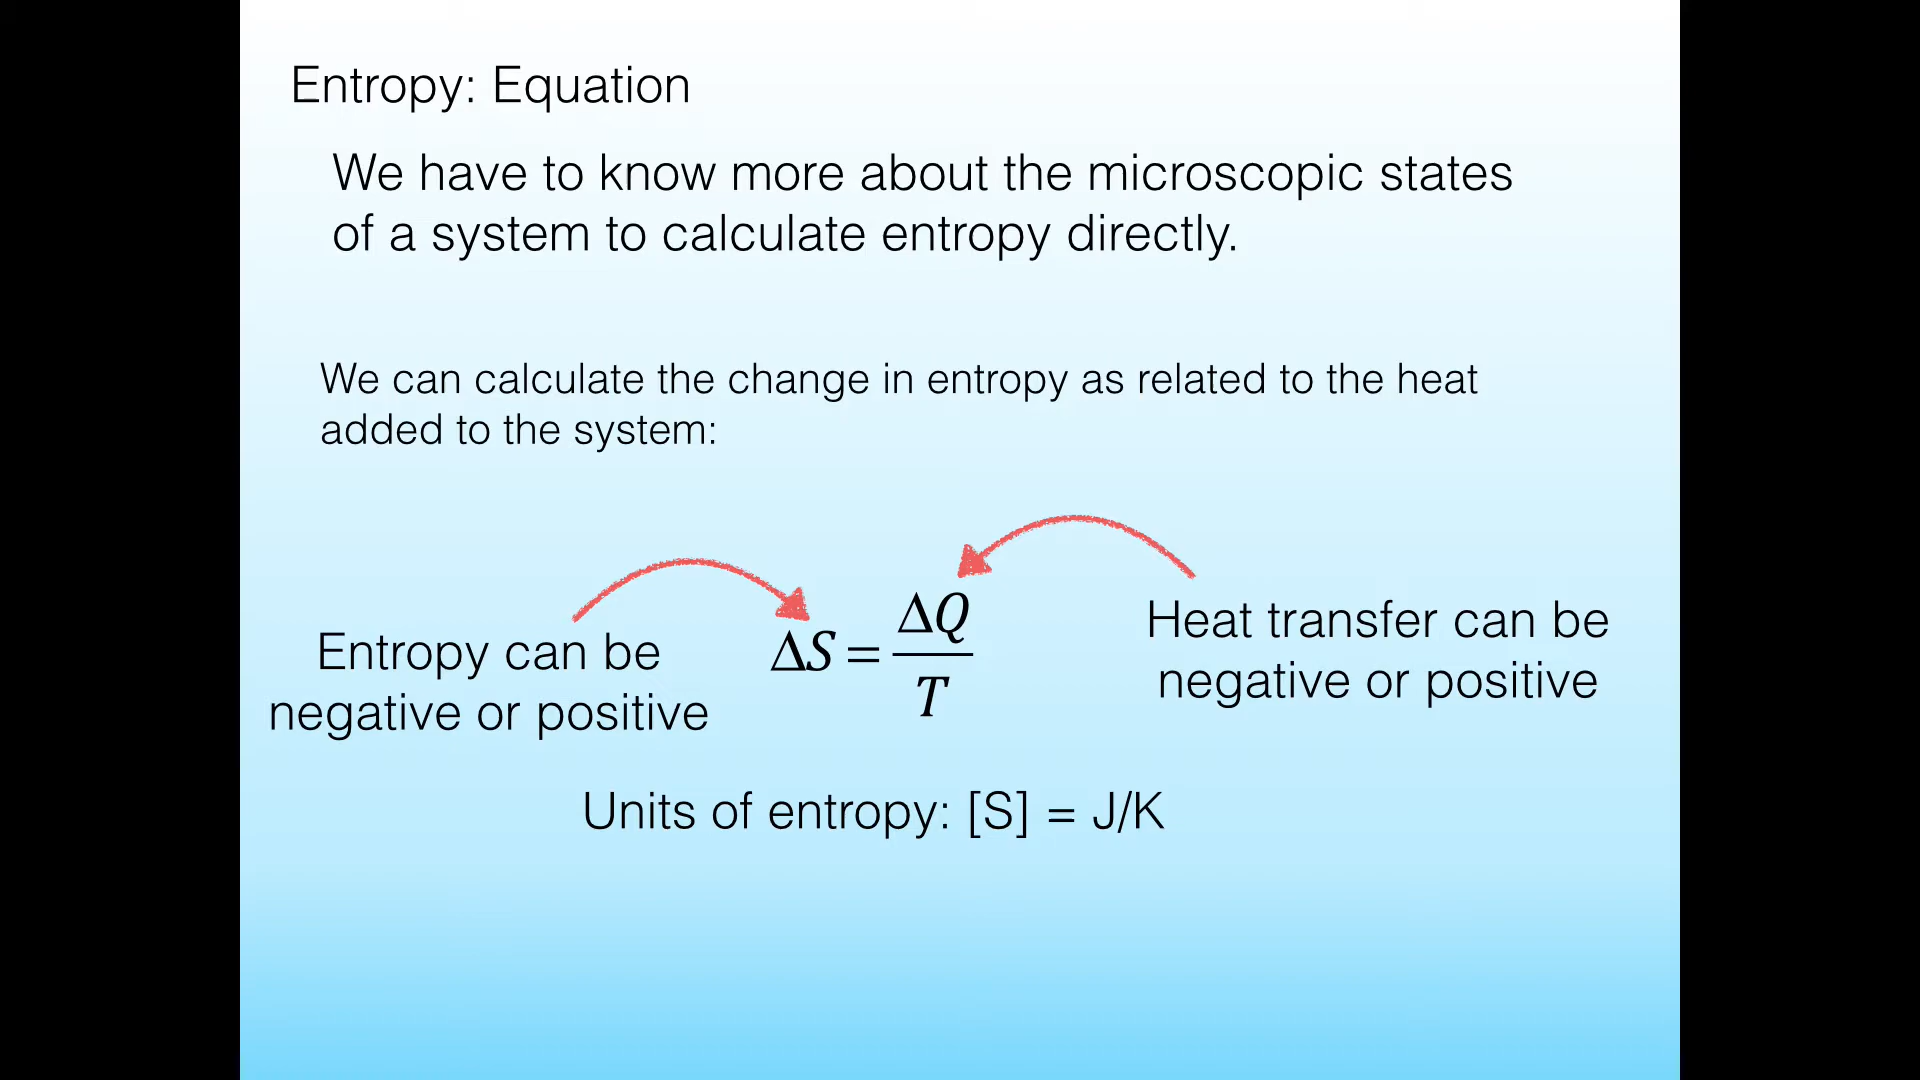 Entropy: Equation
We have to know more about the microscopic states
of a system to calculate entropy directly.
We can calculate the change in entropy as related to the heat
added to the system:
Entropy can be
negative or positive
ΔS = ΔQ / T
Heat transfer can be
negative or positive
Units of entropy: [S] = J/K